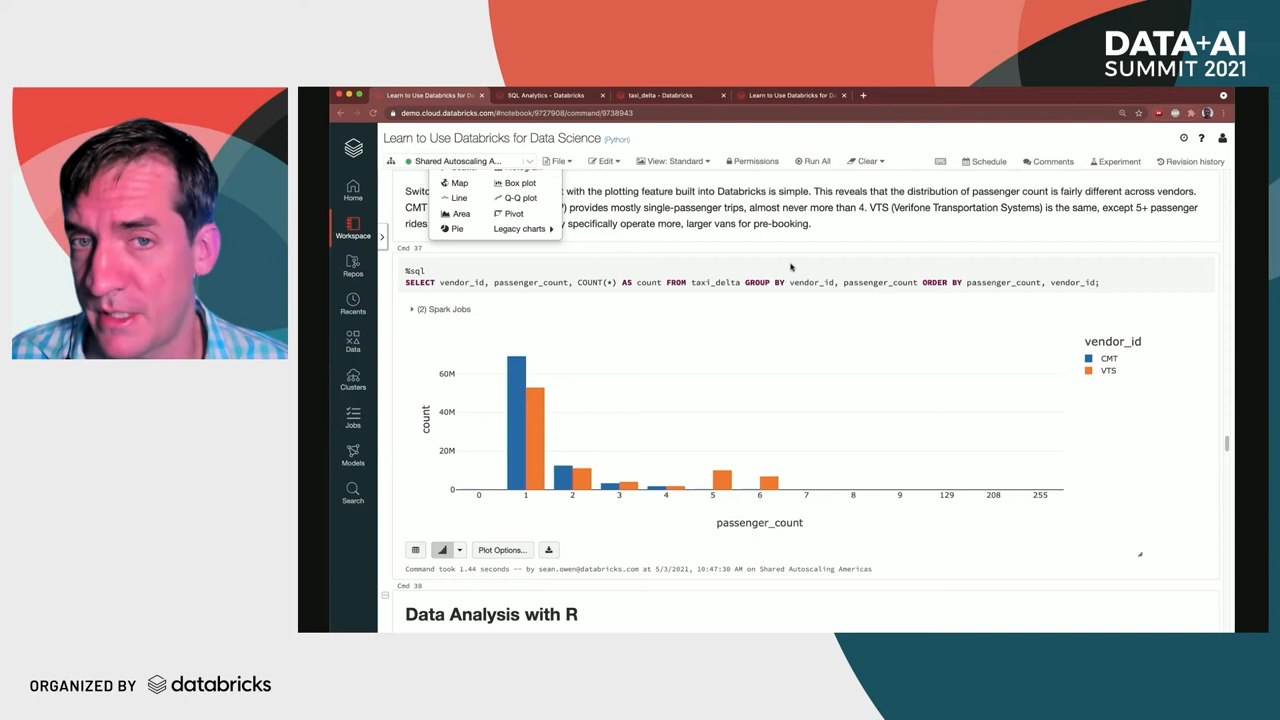 DATA+AI
SUMMIT 2021
Learn to Use Databricks for Da
SQL Analytics - Databricks
taxi_delta - Databricks
Learn to Use Databricks for Da
demo.cloud.databricks.com/#notebook/9727908/command/9738943
Learn to Use Databricks for Data Science (Python)
Shared Autoscaling A...
File
Edit
View: Standard
Permissions
Run All
Clear
Schedule
Comments
Experiment
Revision history
Home
Workspace
Repos
Recents
Data
Clusters
Jobs
Models
Search
Map
Box plot
Line
Q-Q plot
Area
Pivot
Pie
Legacy charts
Switc
t with the plotting feature built into Databricks is simple. This reveals that the distribution of passenger count is fairly different across vendors.
CMT
) provides mostly single-passenger trips, almost never more than 4. VTS (Verifone Transportation Systems) is the same, except 5+ passenger
rides
specifically operate more, larger vans for pre-booking.
Cmd 37
%sql
SELECT vendor_id, passenger_count, COUNT(*) AS count FROM taxi_delta GROUP BY vendor_id, passenger_count ORDER BY passenger_count, vendor_id;
(2) Spark Jobs
vendor_id
CMT
VTS
60M
40M
20M
0
count
0 1 2 3 4 5 6 7 8 9 129 208 255
passenger_count
Plot Options...
Command took 1.44 seconds -- by sean.owen@databricks.com at 5/3/2021, 10:47:30 AM on Shared Autoscaling Americas
Cmd 38
Data Analysis with R
ORGANIZED BY databricks